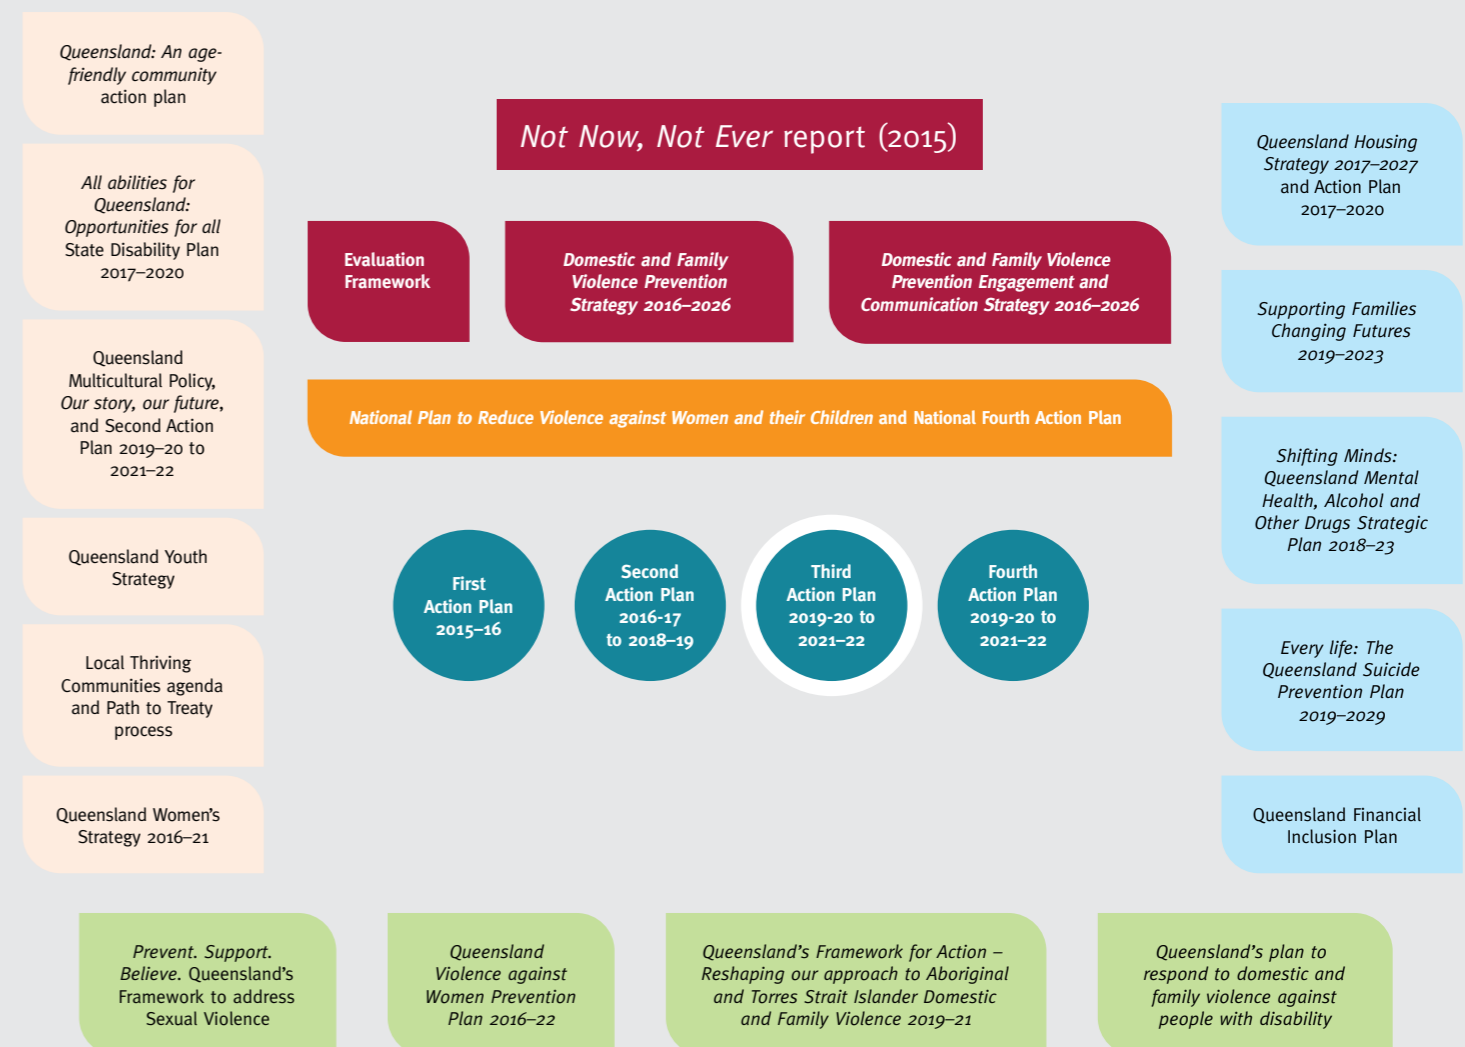 Queensland: An age-
friendly community
action plan
All abilities for
Queensland:
Opportunities for all
State Disability Plan
2017–2020
Queensland
Multicultural Policy,
Our story, our future,
and Second Action
Plan 2019–20 to
2021–22
Queensland Youth
Strategy
Local Thriving
Communities agenda
and Path to Treaty
process
Queensland Women's
Strategy 2016–21
Not Now, Not Ever report (2015)
Evaluation
Framework
Domestic and Family
Violence Prevention
Strategy 2016–2026
Domestic and Family Violence
Prevention Engagement and
Communication Strategy 2016–2026
National Plan to Reduce Violence against Women and their Children and National Fourth Action Plan
First
Action Plan
2015–16
Second
Action Plan
2016-17
to 2018–19
Third
Action Plan
2019-20 to
2021–22
Fourth
Action Plan
2019-20 to
2021–22
Queensland Housing
Strategy 2017–2027
and Action Plan
2017–2020
Supporting Families
Changing Futures
2019–2023
Shifting Minds:
Queensland Mental
Health, Alcohol and
Other Drugs Strategic
Plan 2018–23
Every life: The
Queensland Suicide
Prevention Plan
2019–2029
Queensland Financial
Inclusion Plan
Prevent. Support.
Believe. Queensland's
Framework to address
Sexual Violence
Queensland
Violence against
Women Prevention
Plan 2016–22
Queensland's Framework for Action –
Reshaping our approach to Aboriginal
and Torres Strait Islander Domestic
and Family Violence 2019–21
Queensland's plan to
respond to domestic and
family violence against
people with disability